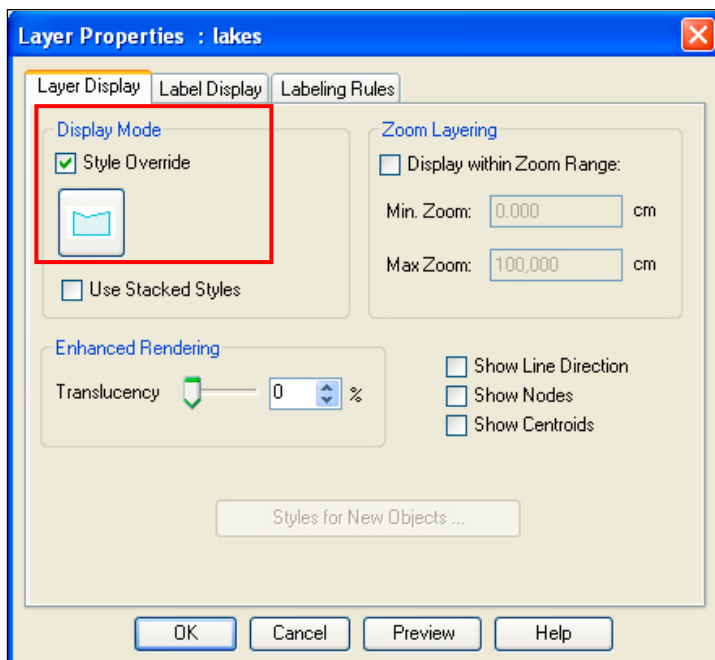 Layer Properties : lakes
Layer Display
Label Display
Labeling Rules
Display Mode
Style Override
Use Stacked Styles
Zoom Layering
Display within Zoom Range:
Min. Zoom: 0.000 cm
Max Zoom: 100,000 cm
Enhanced Rendering
Translucency 0 %
Show Line Direction
Show Nodes
Show Centroids
Styles for New Objects ...
OK
Cancel
Preview
Help